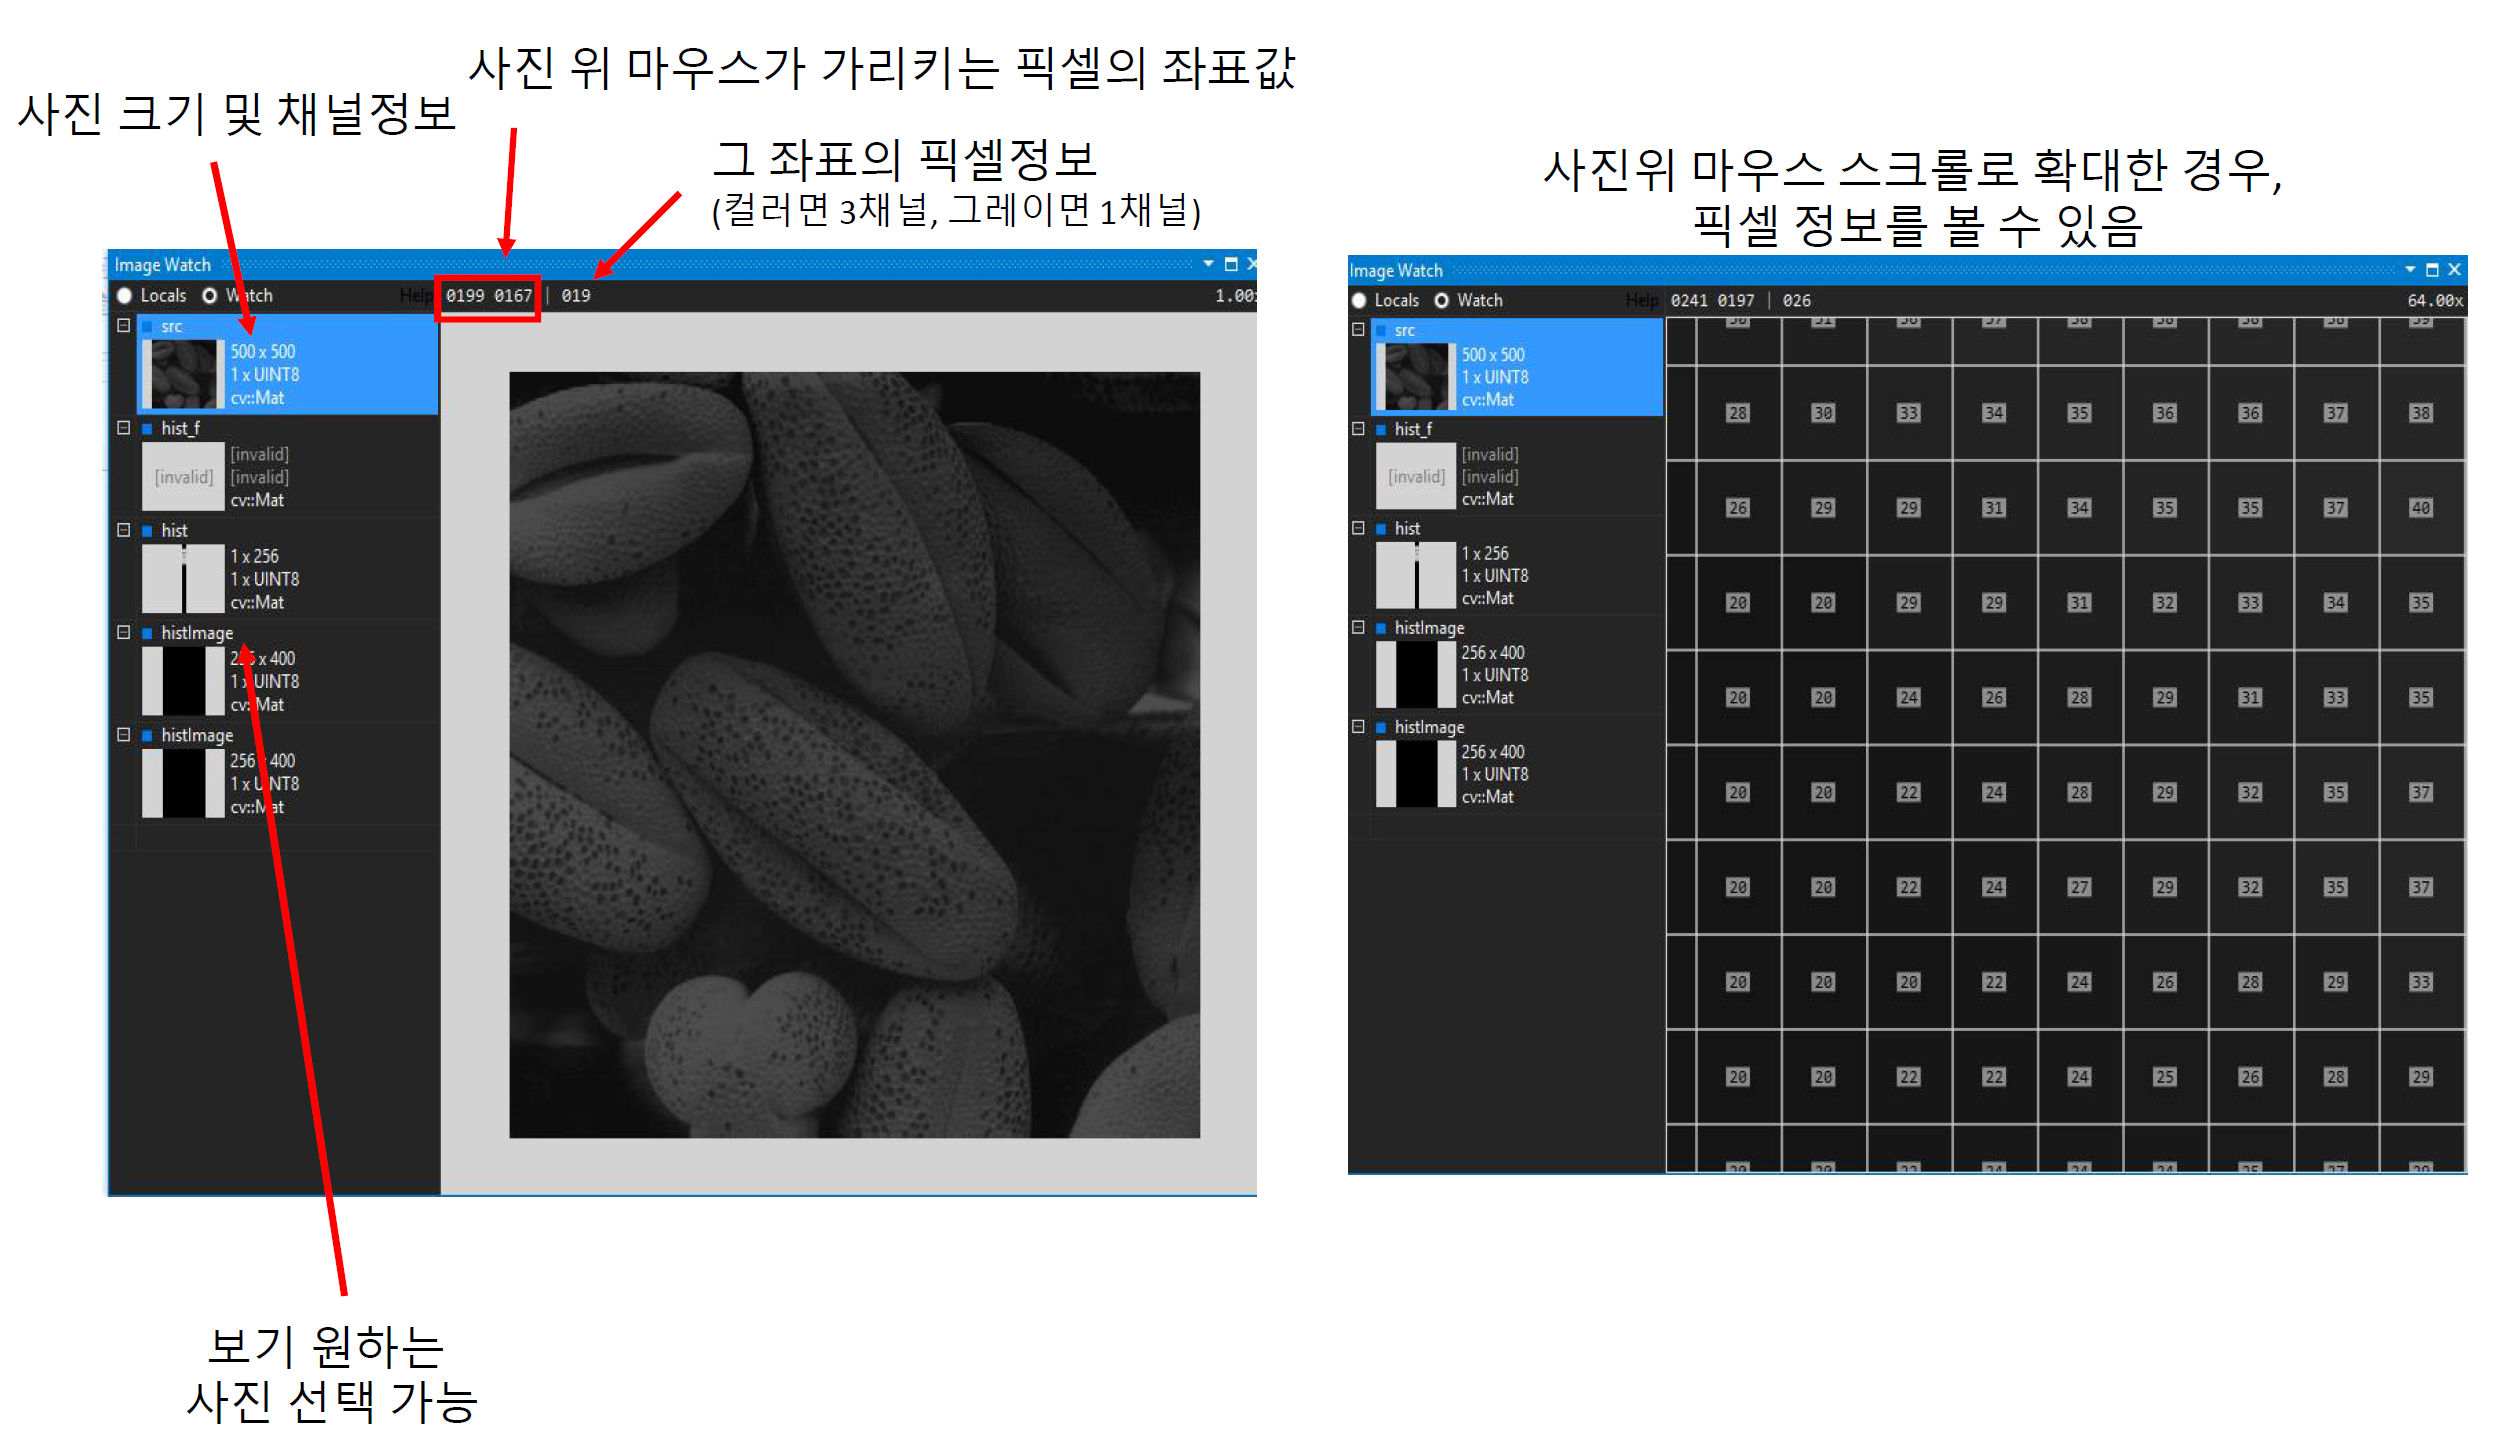 사진 위 마우스가 가리키는 픽셀의 좌표값
사진 크기 및 채널정보
그 좌표의 픽셀정보
(컬러면 3채널, 그레이면 1채널)
Image Watch
Locals Watch Help 0199 0167 | 019 1.00x
src
500 x 500
1 x UINT8
cv::Mat
hist_f
[invalid]
[invalid] [invalid]
cv::Mat
hist
1 x 256
1 x UINT8
cv::Mat
histImage
256 x 400
1 x UINT8
cv::Mat
histImage
256 x 400
1 x UINT8
cv::Mat
보기 원하는
사진 선택 가능
사진위 마우스 스크롤로 확대한 경우,
픽셀 정보를 볼 수 있음
Image Watch
Locals Watch Help 0241 0197 | 026 64.00x
src
500 x 500
1 x UINT8
cv::Mat
hist_f
[invalid]
[invalid] [invalid]
cv::Mat
hist
1 x 256
1 x UINT8
cv::Mat
histImage
256 x 400
1 x UINT8
cv::Mat
histImage
256 x 400
1 x UINT8
cv::Mat
28 30 33 34 35 36 36 37 38
26 29 29 31 34 35 35 37 40
20 20 29 29 31 32 33 34 35
20 20 24 26 28 29 31 33 35
20 20 22 24 28 29 32 35 37
20 20 22 24 27 29 32 35 37
20 20 20 22 24 26 28 29 33
20 20 22 22 24 25 26 28 29